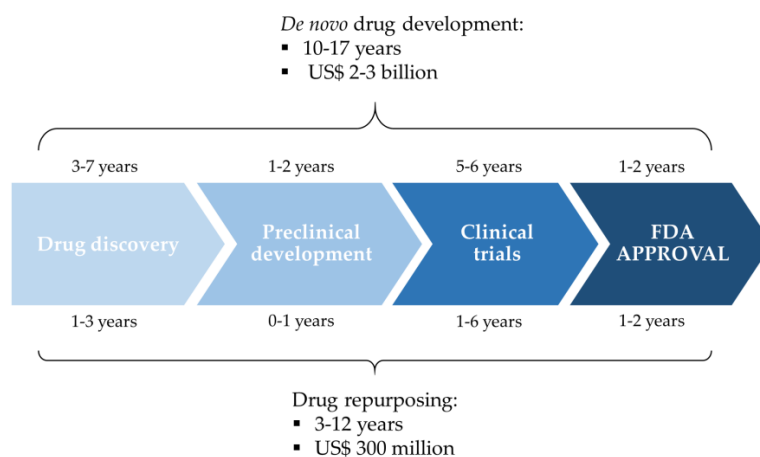 De novo drug development:
▪ 10-17 years
▪ US$ 2-3 billion
3-7 years
1-2 years
5-6 years
1-2 years
Drug discovery
Preclinical
development
Clinical
trials
FDA
APPROVAL
1-3 years
0-1 years
1-6 years
1-2 years
Drug repurposing:
▪ 3-12 years
▪ US$ 300 million